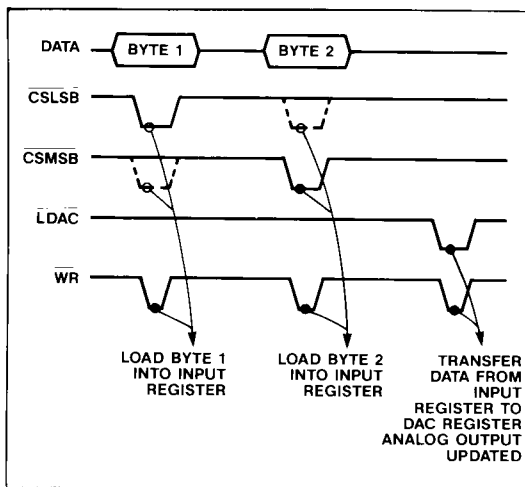 DATA
BYTE 1
BYTE 2
CSLSB
CSMSB
LDAC
WR
LOAD BYTE 1
INTO INPUT
REGISTER
LOAD BYTE 2
INTO INPUT
REGISTER
TRANSFER
DATA FROM
INPUT
REGISTER TO
DAC REGISTER
ANALOG OUTPUT
UPDATED